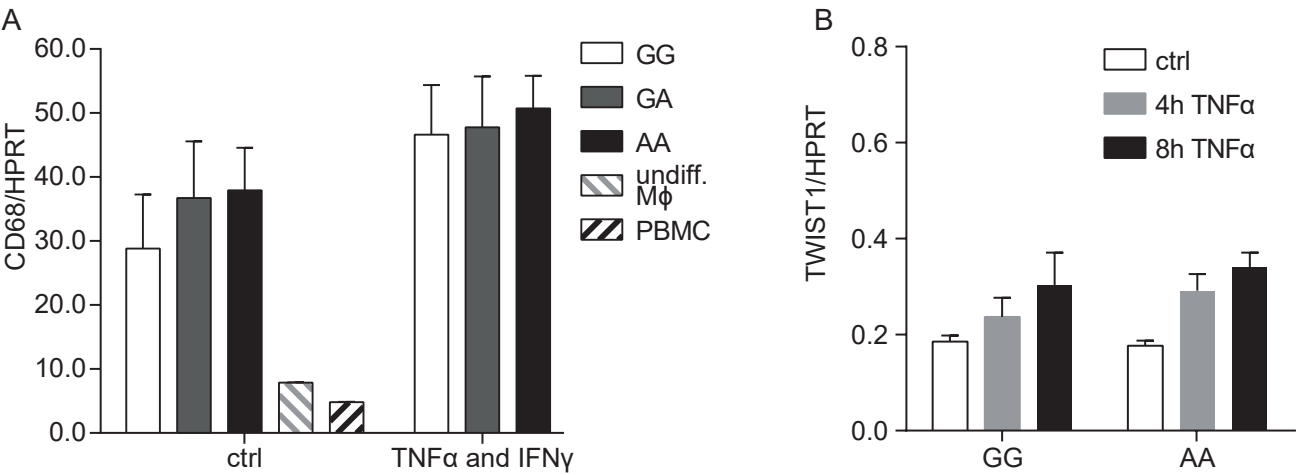 A
CD68/HPRT
60.0
50.0
40.0
30.0
20.0
10.0
0.0
ctrl
TNFα and IFNγ
GG
GA
AA
undiff.
Mϕ
PBMC
B
TWIST1/HPRT
0.8
0.6
0.4
0.2
0.0
GG
AA
ctrl
4h TNFα
8h TNFα